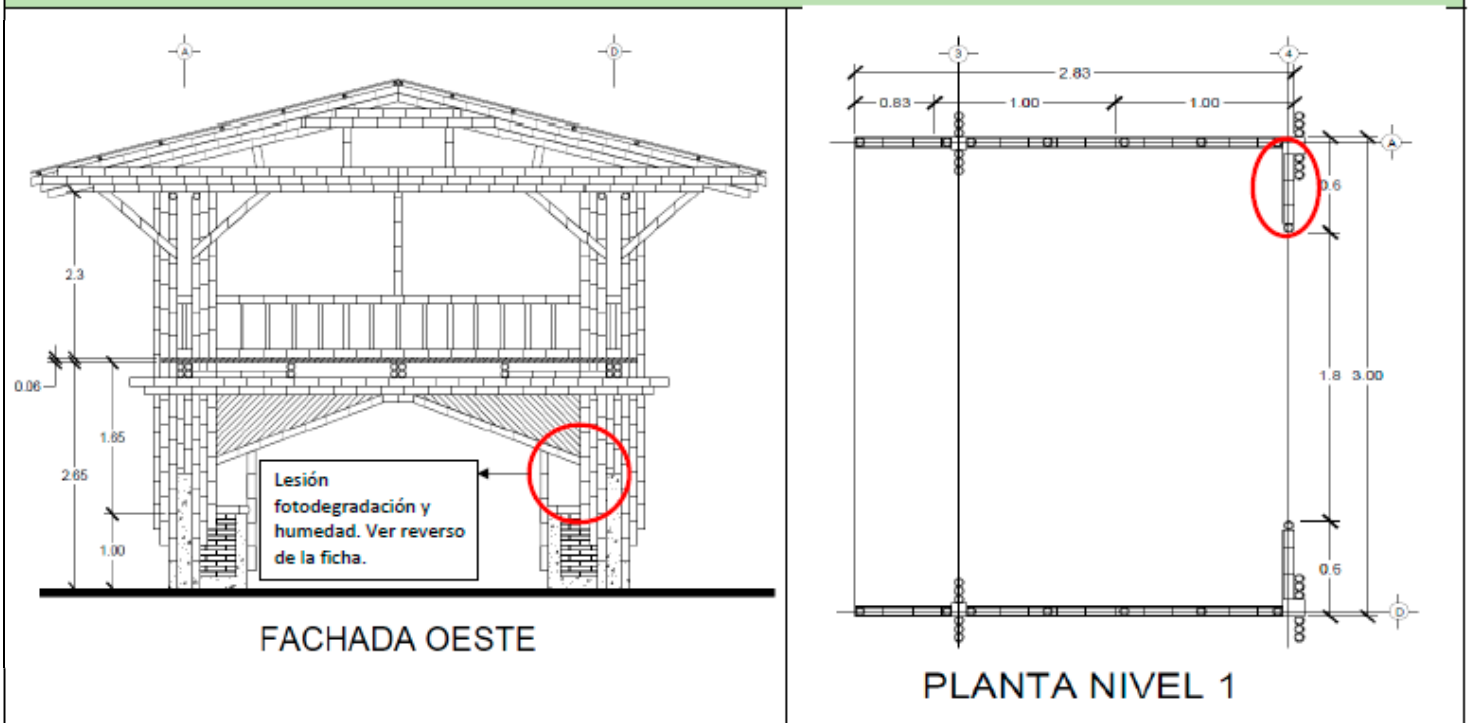 A
D
2.3
0.06
1.65
2.65
1.00
Lesión
fotodegradación y
humedad. Ver reverso
de la ficha.
FACHADA OESTE
3
4
2.83
0.83
1.00
1.00
A
0.6
1.8
3.00
0.6
D
PLANTA NIVEL 1